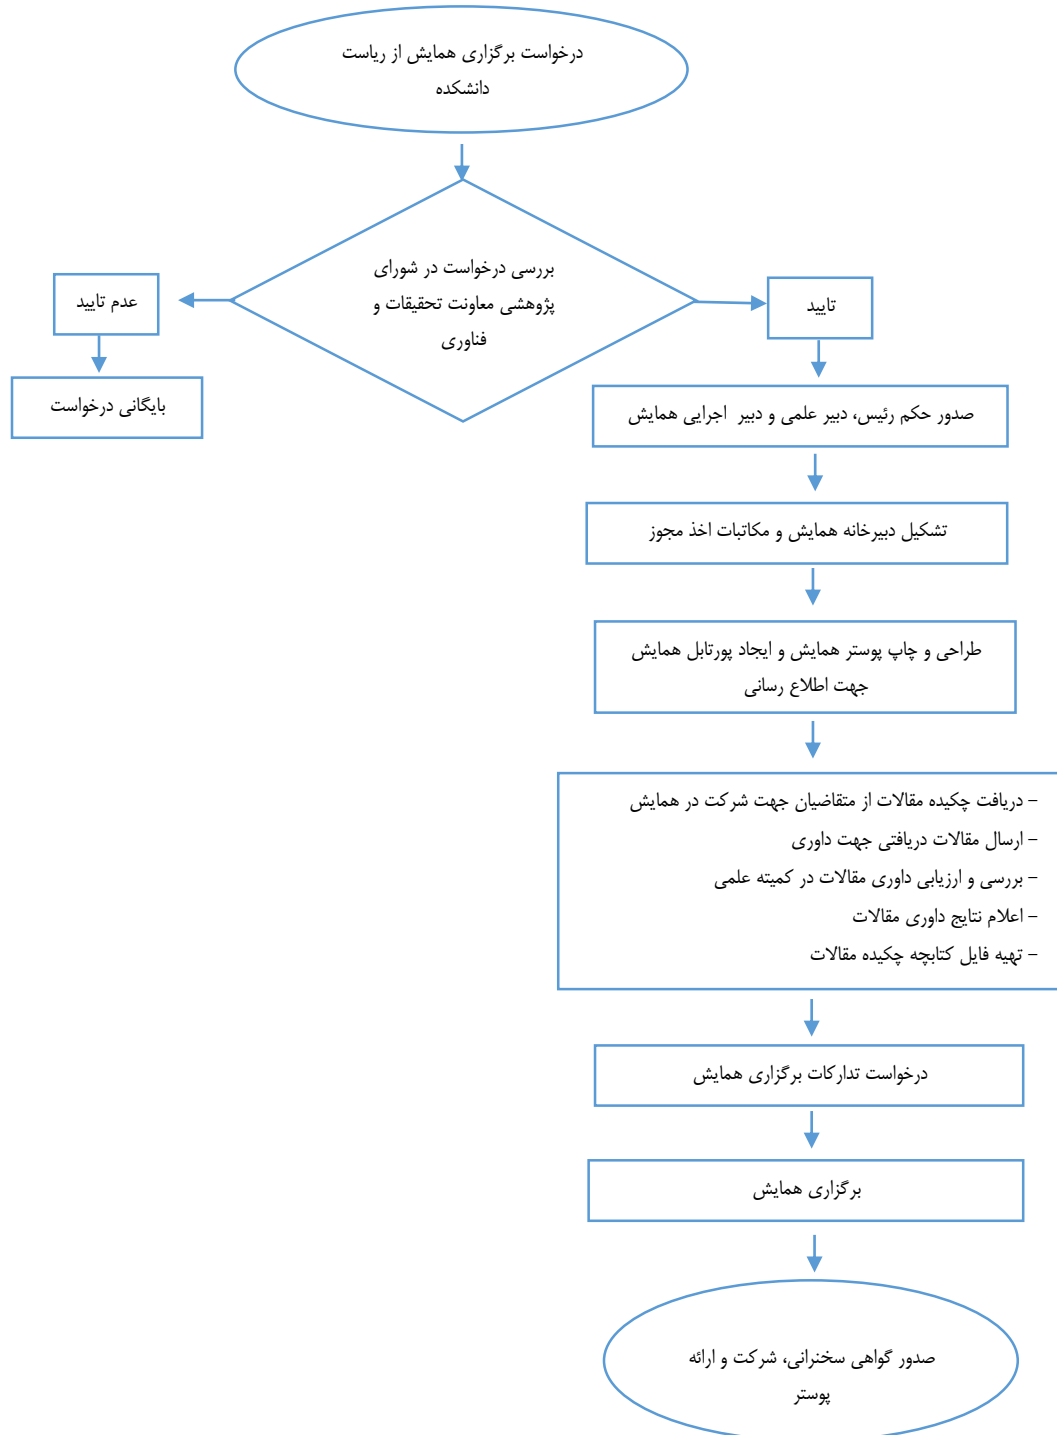 درخواست برگزاری همایش از ریاست
دانشکده
بررسی درخواست در شورای
پژوهشی معاونت تحقیقات و
فناوری
تایید
عدم تایید
بایگانی درخواست
صدور حکم رئیس، دبیر علمی و دبیر اجرایی همایش
تشکیل دبیرخانه همایش و مکاتبات اخذ مجوز
طراحی و چاپ پوستر همایش و ایجاد پورتابل همایش
جهت اطلاع رسانی
- دریافت چکیده مقالات از متقاضیان جهت شرکت در همایش
- ارسال مقالات دریافتی جهت داوری
- بررسی و ارزیابی داوری مقالات در کمیته علمی
- اعلام نتایج داوری مقالات
- تهیه فایل کتابچه چکیده مقالات
درخواست تدارکات برگزاری همایش
برگزاری همایش
صدور گواهی سخنرانی، شرکت و ارائه
پوستر